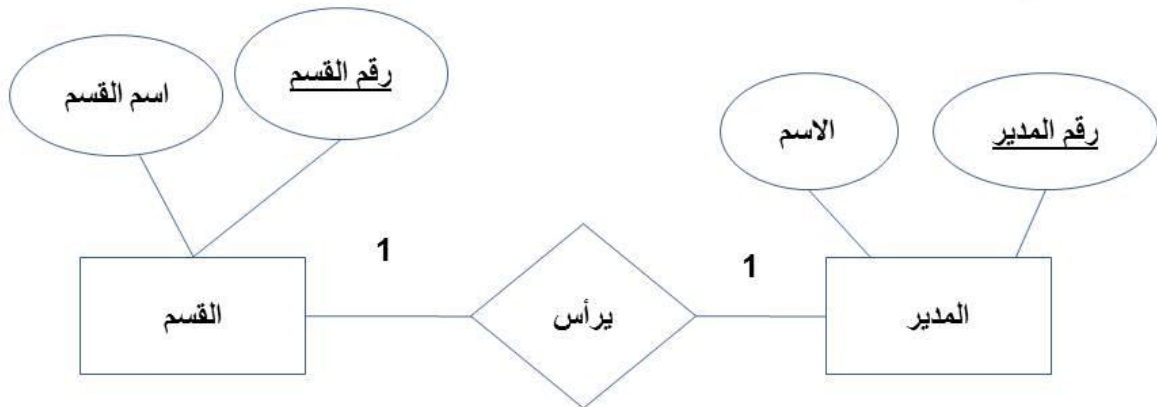 رقم القسم
اسم القسم
رقم المدير
الاسم
1
1
المدير
يرأس
القسم